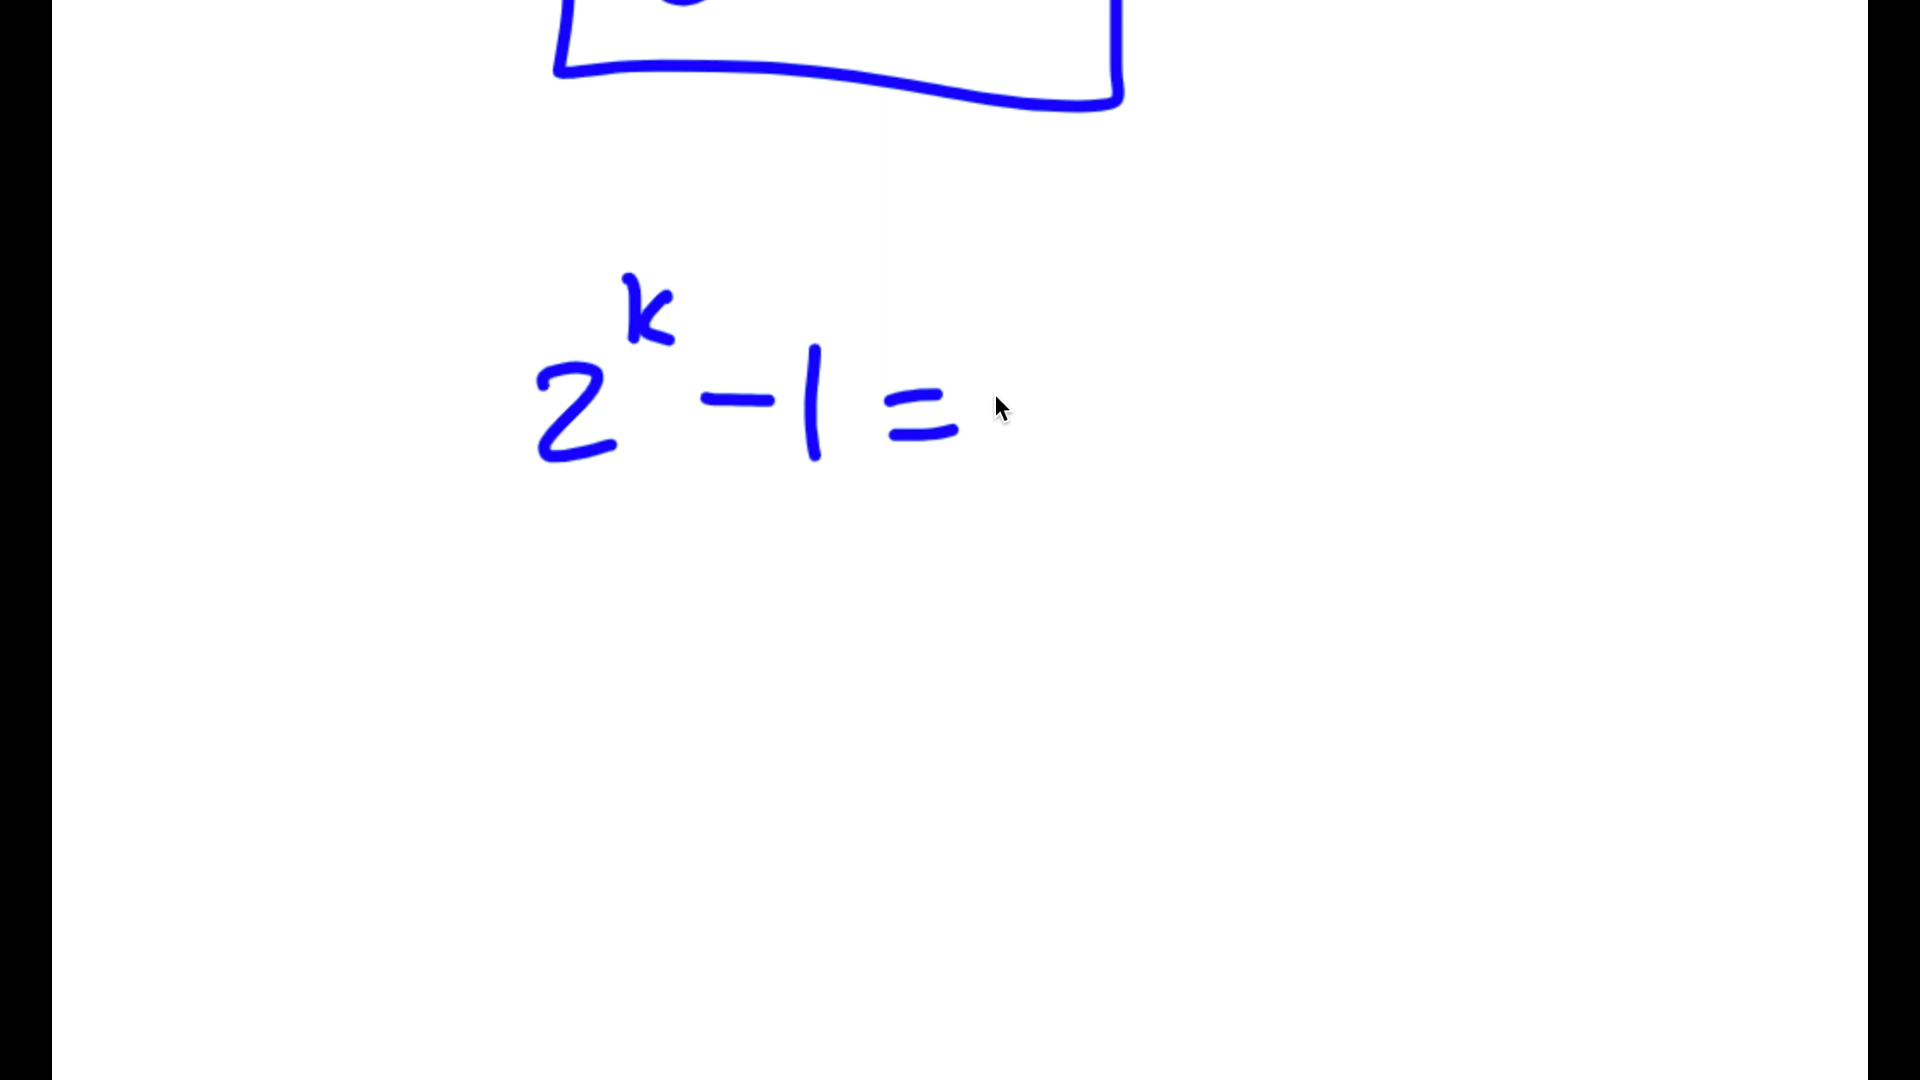 2^k - 1 =